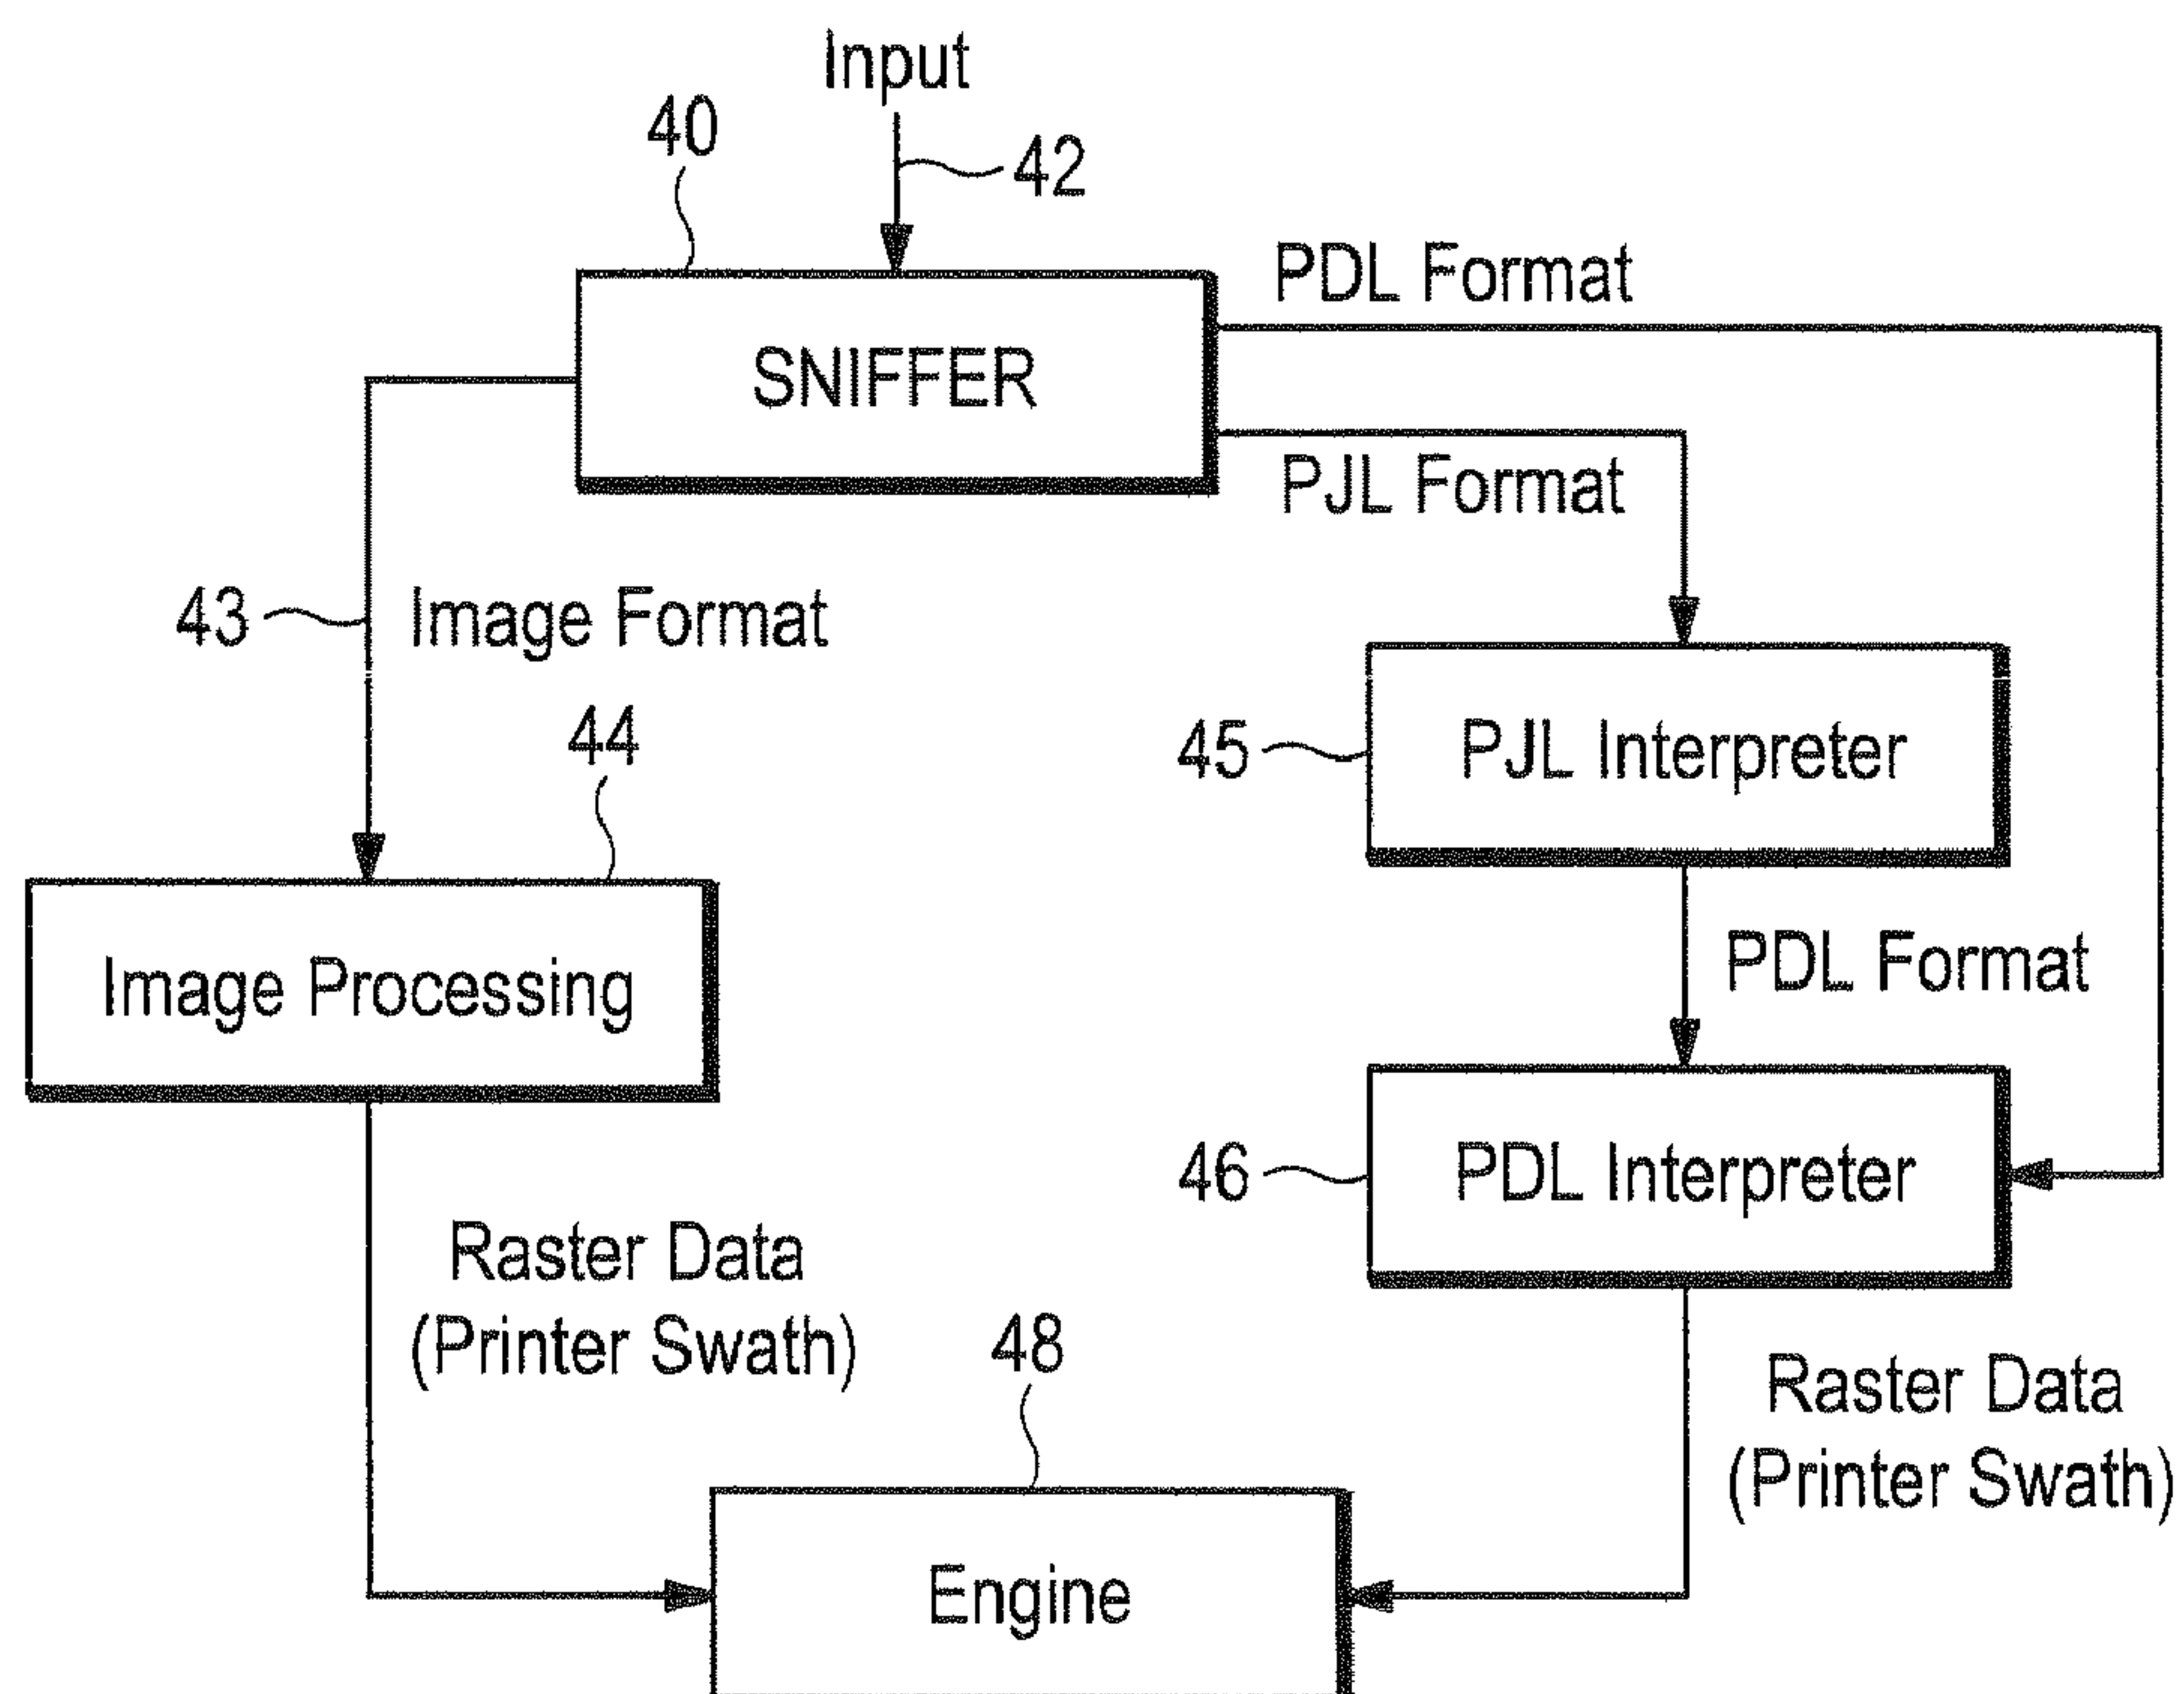 Input
40
42
PDL Format
SNIFFER
PJL Format
43
Image Format
44
45
PJL Interpreter
Image Processing
PDL Format
46
PDL Interpreter
Raster Data
(Printer Swath)
48
Raster Data
(Printer Swath)
Engine